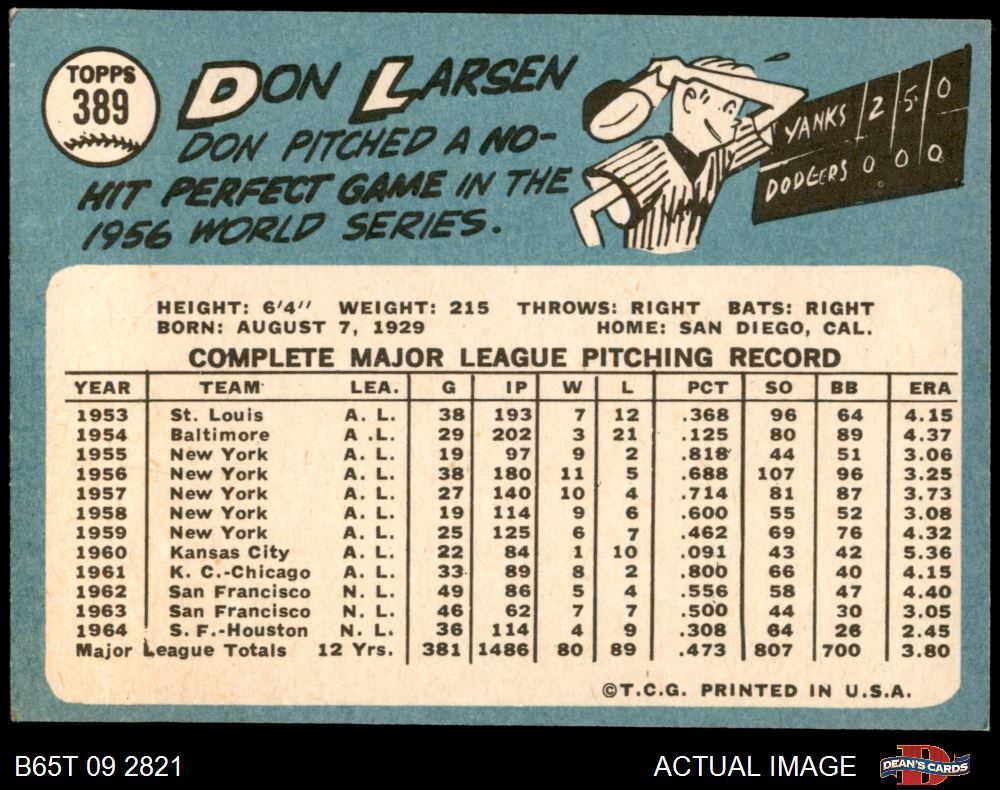 TOPPS
389
DON LARSEN
DON PITCHED A NO-
HIT PERFECT GAME IN THE
1956 WORLD SERIES.
YANKS 2 5 0
DODGERS 0 0 0
HEIGHT: 6'4" WEIGHT: 215 THROWS: RIGHT BATS: RIGHT
BORN: AUGUST 7, 1929 HOME: SAN DIEGO, CAL.
COMPLETE MAJOR LEAGUE PITCHING RECORD
YEAR TEAM LEA. G IP W L PCT SO BB ERA
1953 St. Louis A. L. 38 193 7 12 .368 96 64 4.15
1954 Baltimore A .L. 29 202 3 21 .125 80 89 4.37
1955 New York A. L. 19 97 9 2 .818 44 51 3.06
1956 New York A. L. 38 180 11 5 .688 107 96 3.25
1957 New York A. L. 27 140 10 4 .714 81 87 3.73
1958 New York A. L. 19 114 9 6 .600 55 52 3.08
1959 New York A. L. 25 125 6 7 .462 69 76 4.32
1960 Kansas City A. L. 22 84 1 10 .091 43 42 5.36
1961 K. C.-Chicago A. L. 33 89 8 2 .800 66 40 4.15
1962 San Francisco N. L. 49 86 5 4 .556 58 47 4.40
1963 San Francisco N. L. 46 62 7 7 .500 44 30 3.05
1964 S. F.-Houston N. L. 36 114 4 9 .308 64 26 2.45
Major League Totals 12 Yrs. 381 1486 80 89 .473 807 700 3.80
©T.C.G. PRINTED IN U.S.A.
B65T 09 2821 ACTUAL IMAGE D DEAN'S CARDS